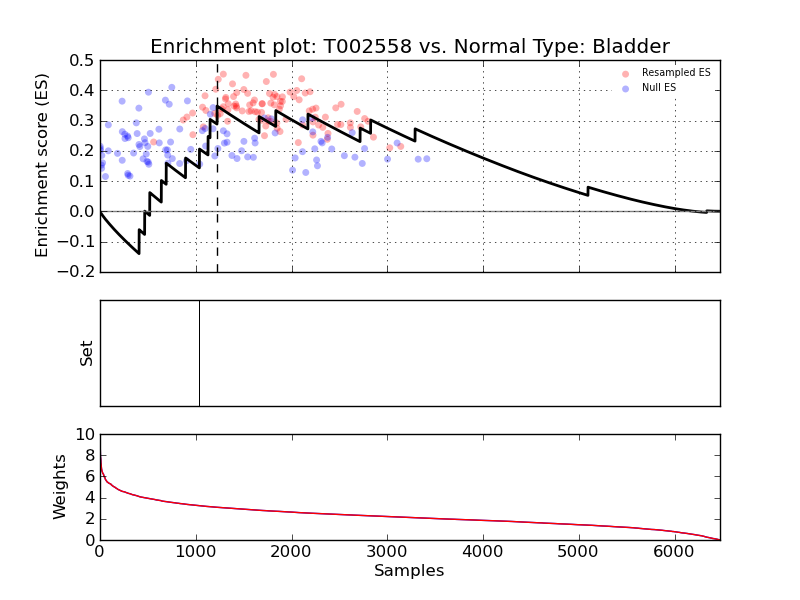 Enrichment plot: T002558 vs. Normal Type: Bladder
Enrichment score (ES)
0.5
0.4
0.3
0.2
0.1
0.0
−0.1
−0.2
Resampled ES
Null ES
Set
Weights
10
8
6
4
2
0
0 1000 2000 3000 4000 5000 6000
Samples